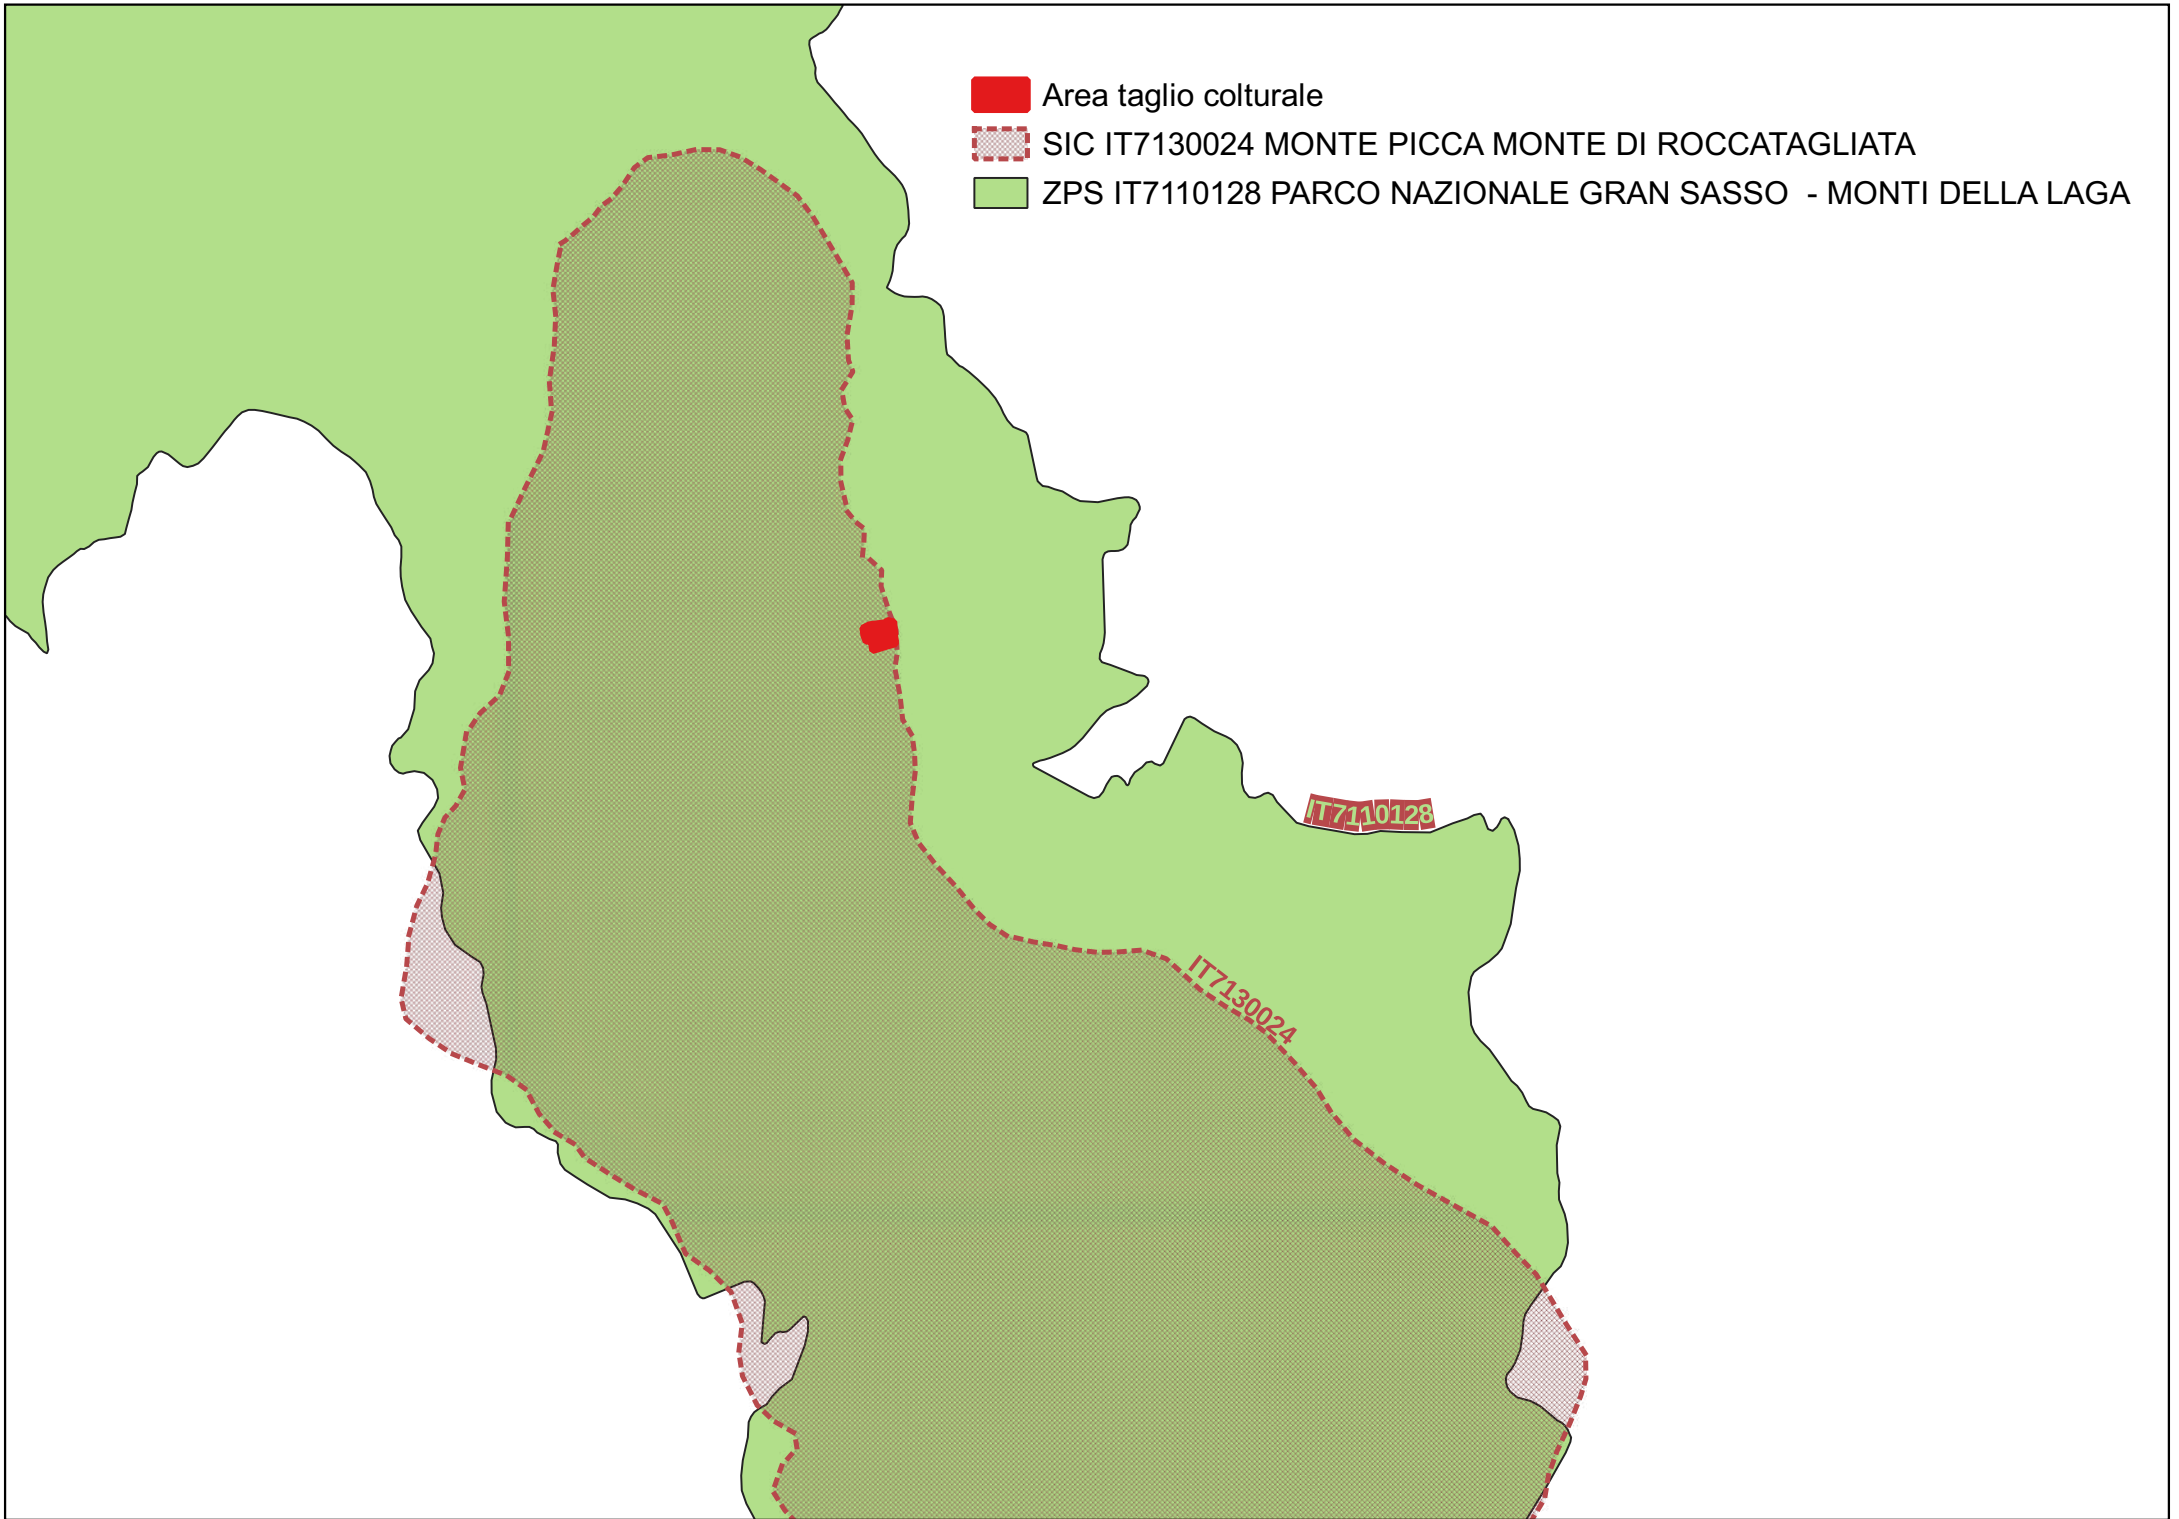 Area taglio colturale
SIC IT7130024 MONTE PICCA MONTE DI ROCCATAGLIATA
ZPS IT7110128 PARCO NAZIONALE GRAN SASSO - MONTI DELLA LAGA
IT7110128
IT7130024